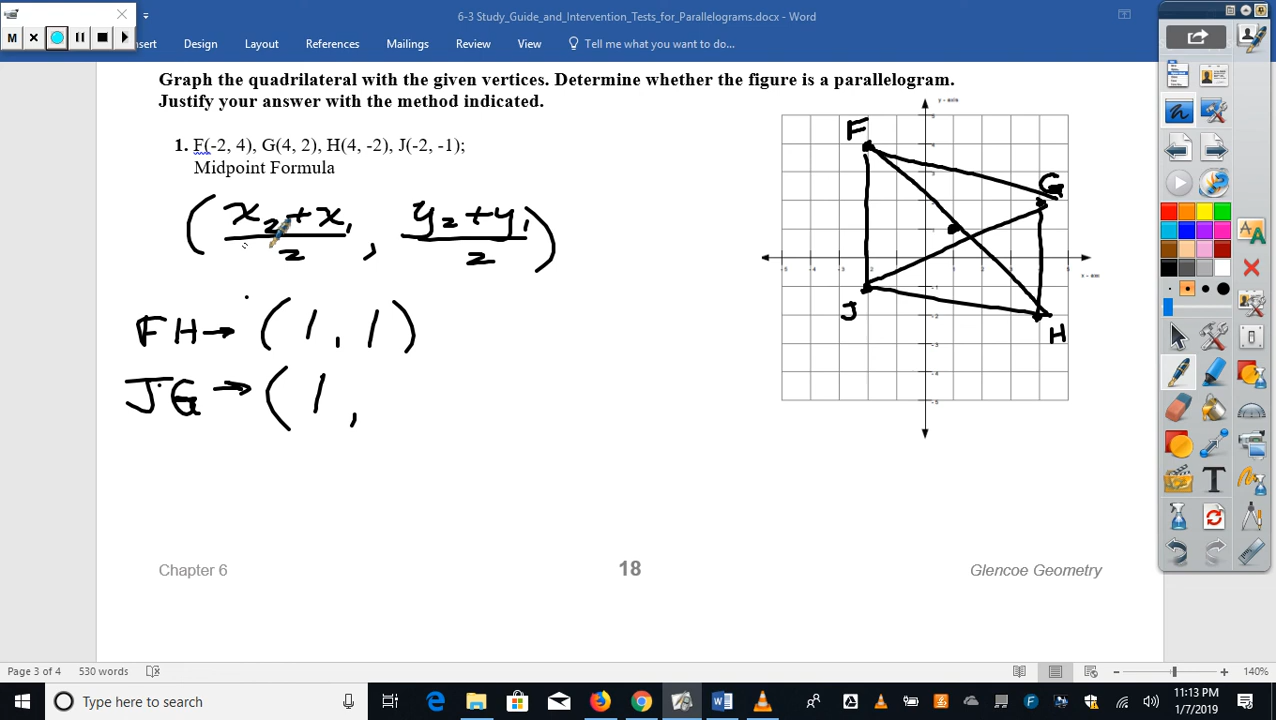 6-3 Study_Guide_and_Intervention_Tests_for_Parallelograms.docx - Word
M
nsert Design Layout References Mailings Review View Tell me what you want to do...
Graph the quadrilateral with the given vertices. Determine whether the figure is a parallelogram.
Justify your answer with the method indicated.
1. F(-2, 4), G(4, 2), H(4, -2), J(-2, -1);
Midpoint Formula
(x₂+x₁/2, y₂+y₁/2)
FH→(1, 1)
JG→(1,
y - axis
F
G
J
H
Chapter 6 18 Glencoe Geometry
Page 3 of 4 530 words 140%
Type here to search
11:13 PM
1/7/2019